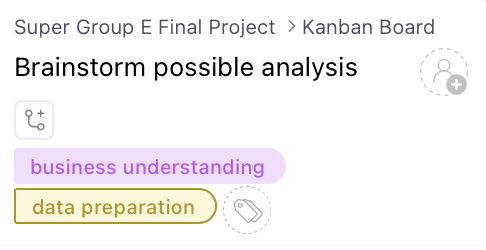 Super Group E Final Project > Kanban Board
Brainstorm possible analysis
business understanding
data preparation